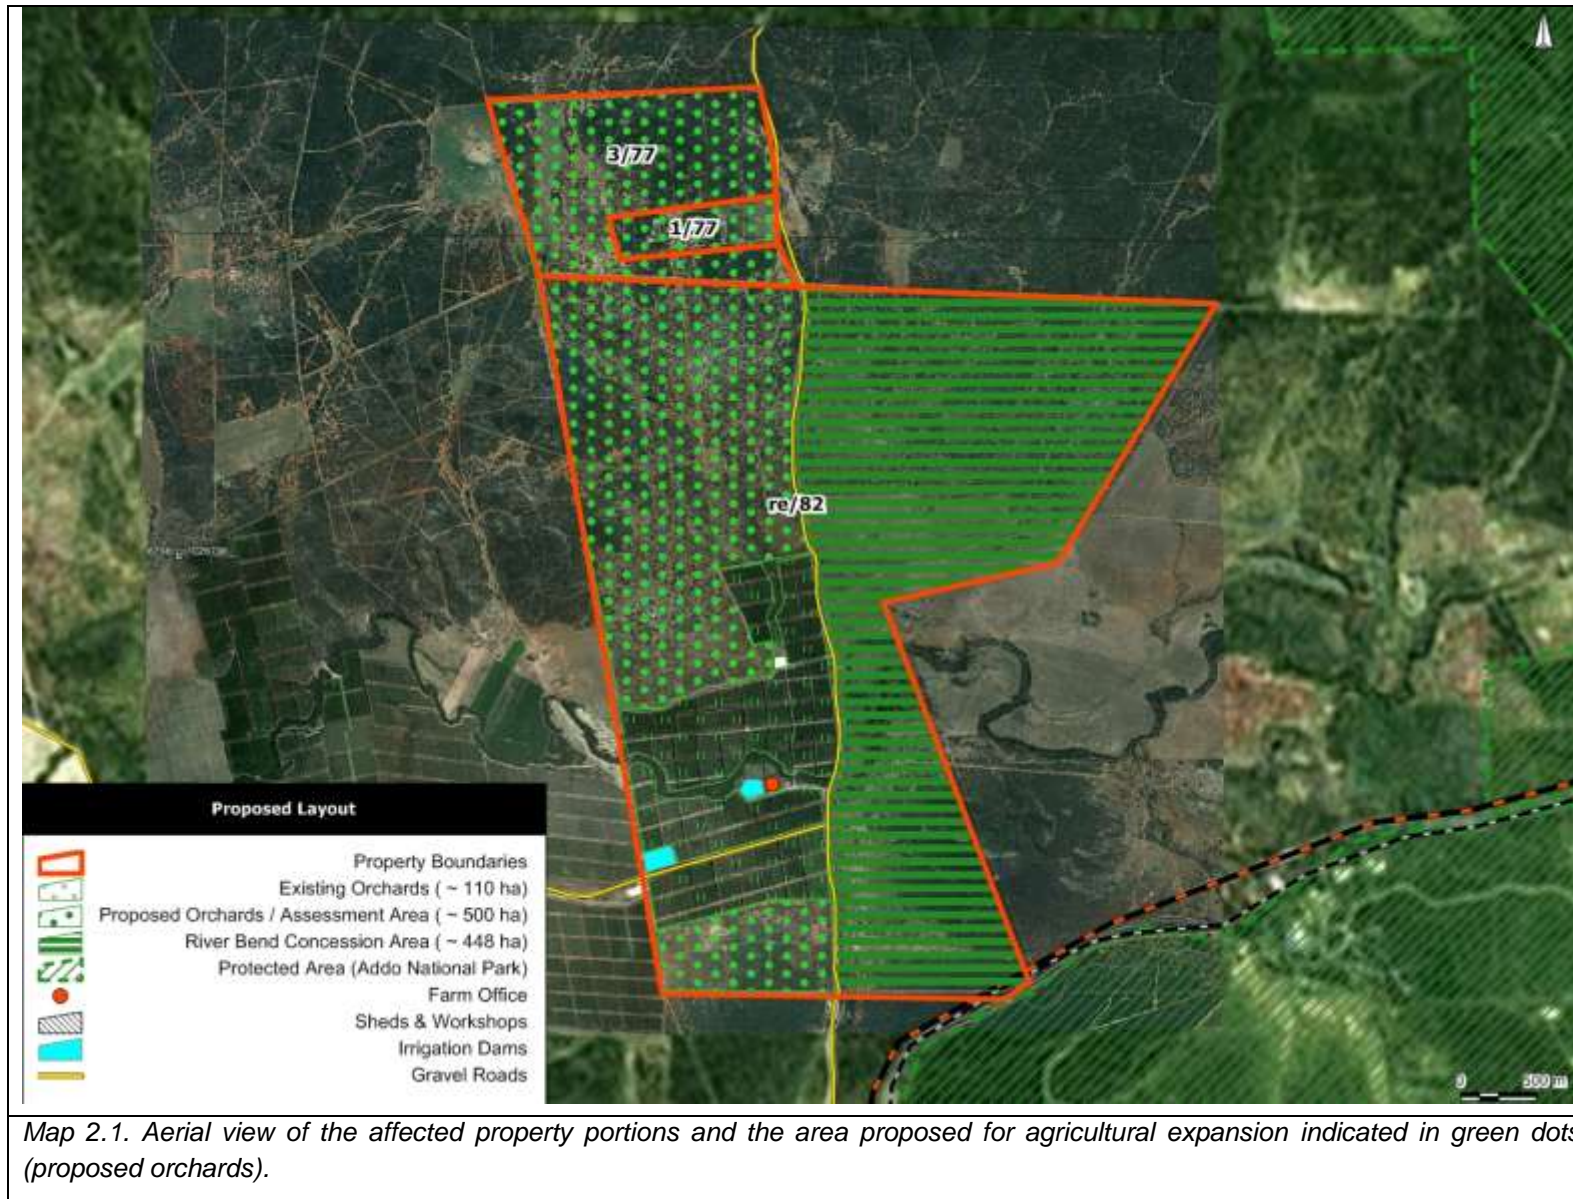 3/77
1/77
re/82
Proposed Layout
Property Boundaries
Existing Orchards ( ~ 110 ha)
Proposed Orchards / Assessment Area ( ~ 500 ha)
River Bend Concession Area ( ~ 448 ha)
Protected Area (Addo National Park)
Farm Office
Sheds & Workshops
Irrigation Dams
Gravel Roads
0 500 m
Map 2.1. Aerial view of the affected property portions and the area proposed for agricultural expansion indicated in green dots
(proposed orchards).